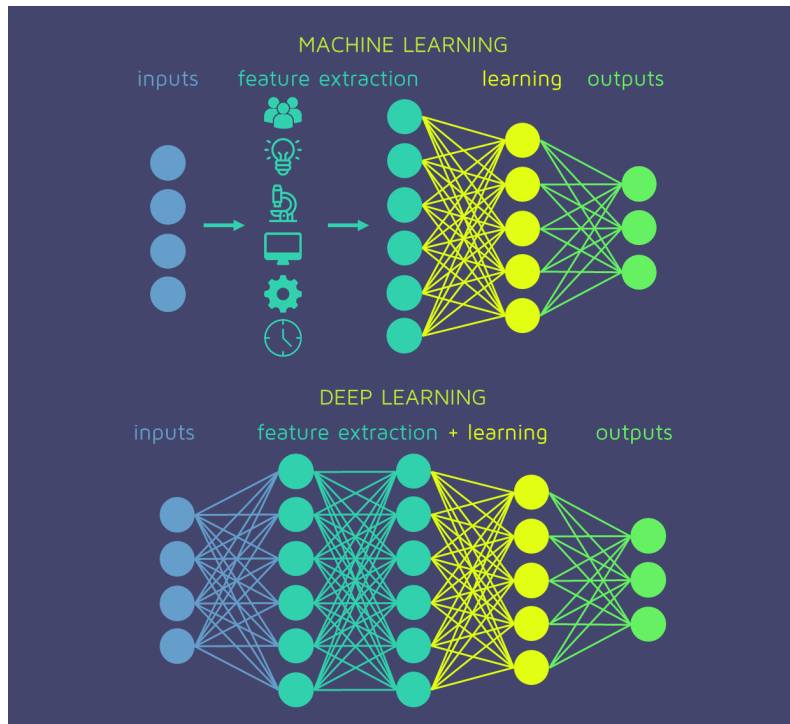 MACHINE LEARNING
inputs feature extraction learning outputs
DEEP LEARNING
inputs feature extraction + learning outputs